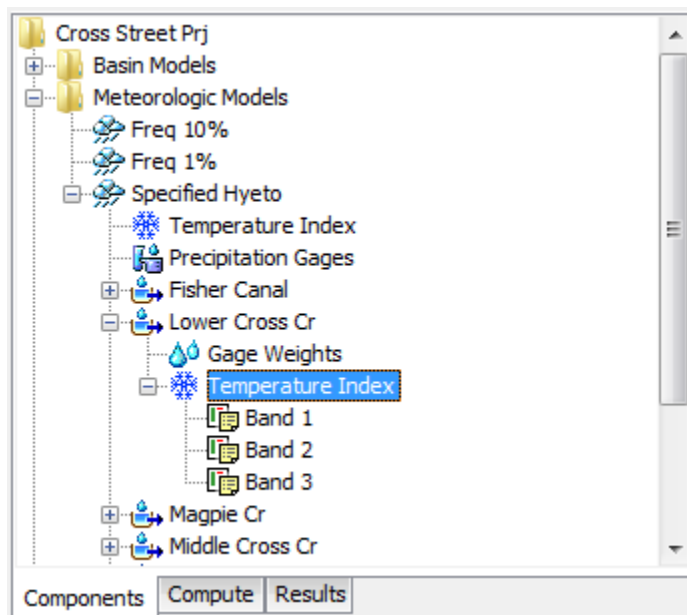 Cross Street Prj
Basin Models
Meteorologic Models
Freq 10%
Freq 1%
Specified Hyeto
Temperature Index
Precipitation Gages
Fisher Canal
Lower Cross Cr
Gage Weights
Temperature Index
Band 1
Band 2
Band 3
Magpie Cr
Middle Cross Cr
Components Compute Results